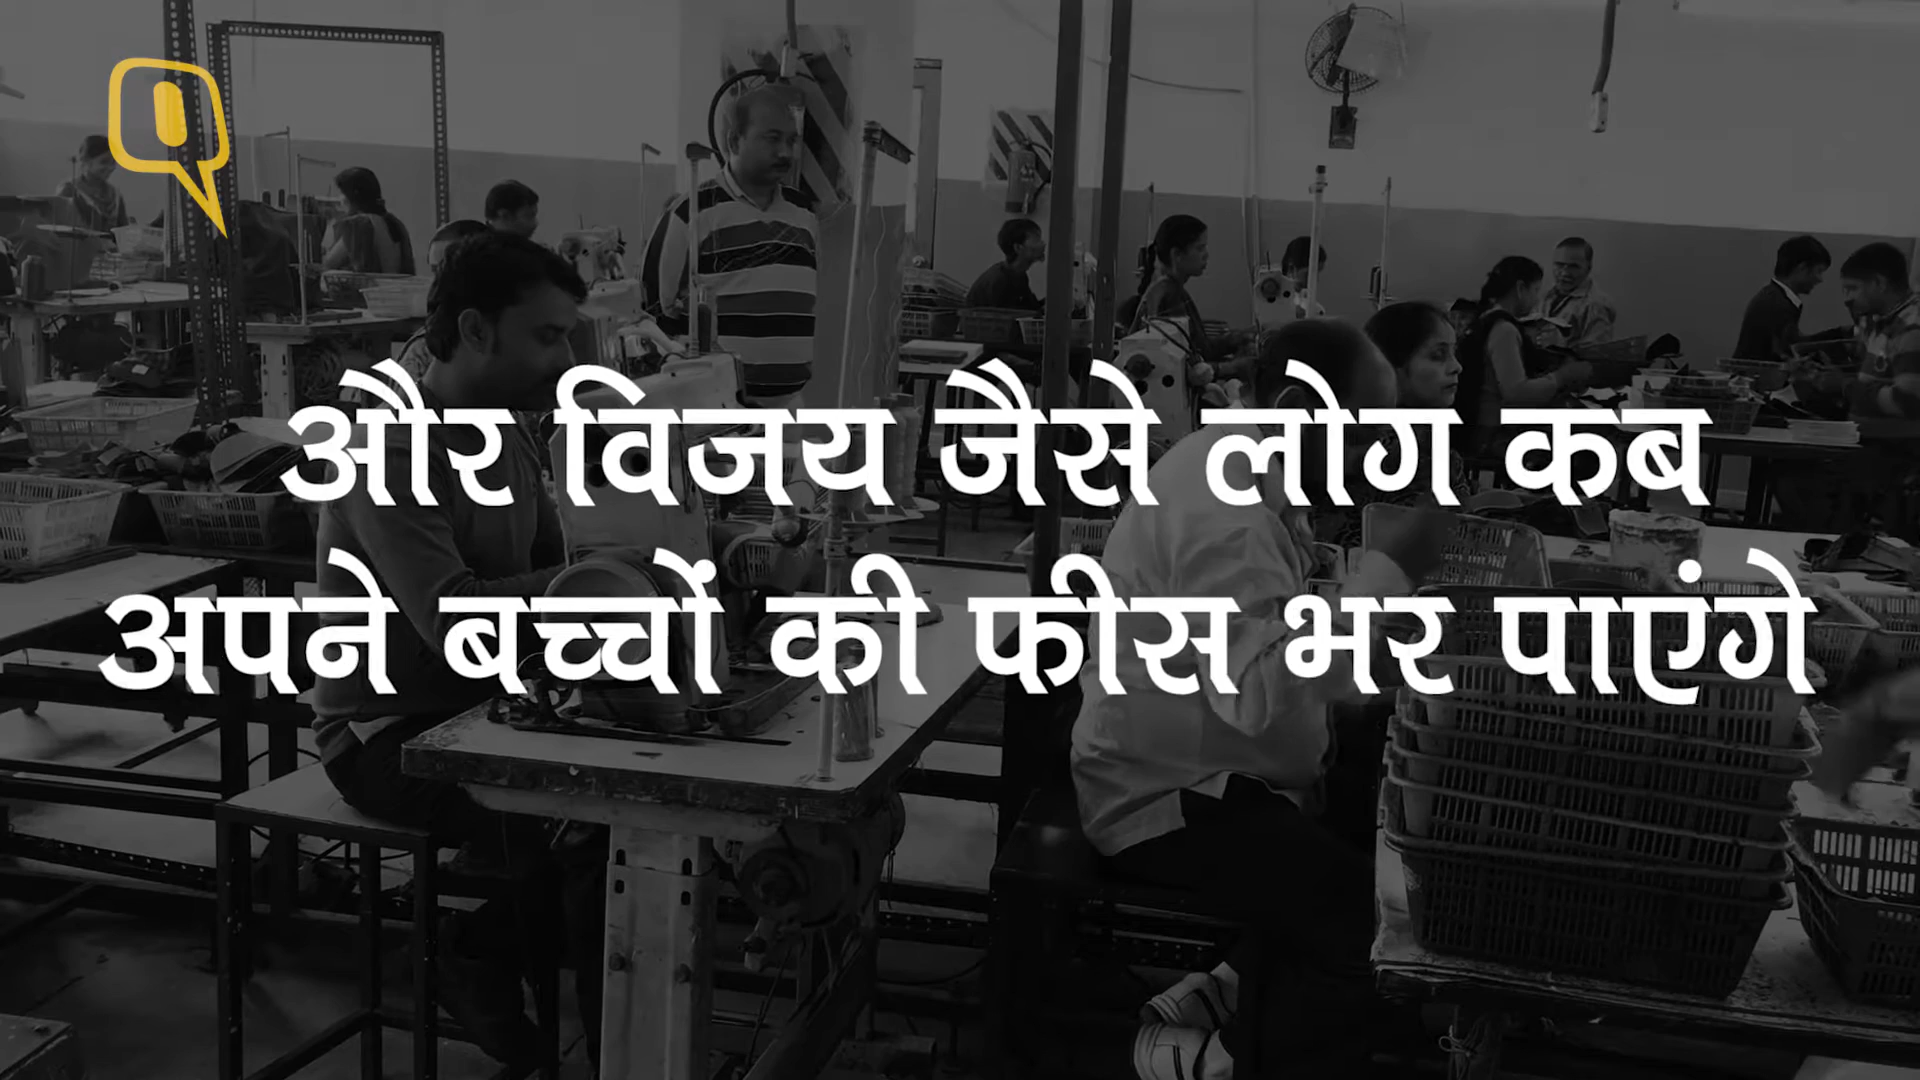 और विजय जैसे लोग कब
अपने बच्चों की फीस भर पाएंगे